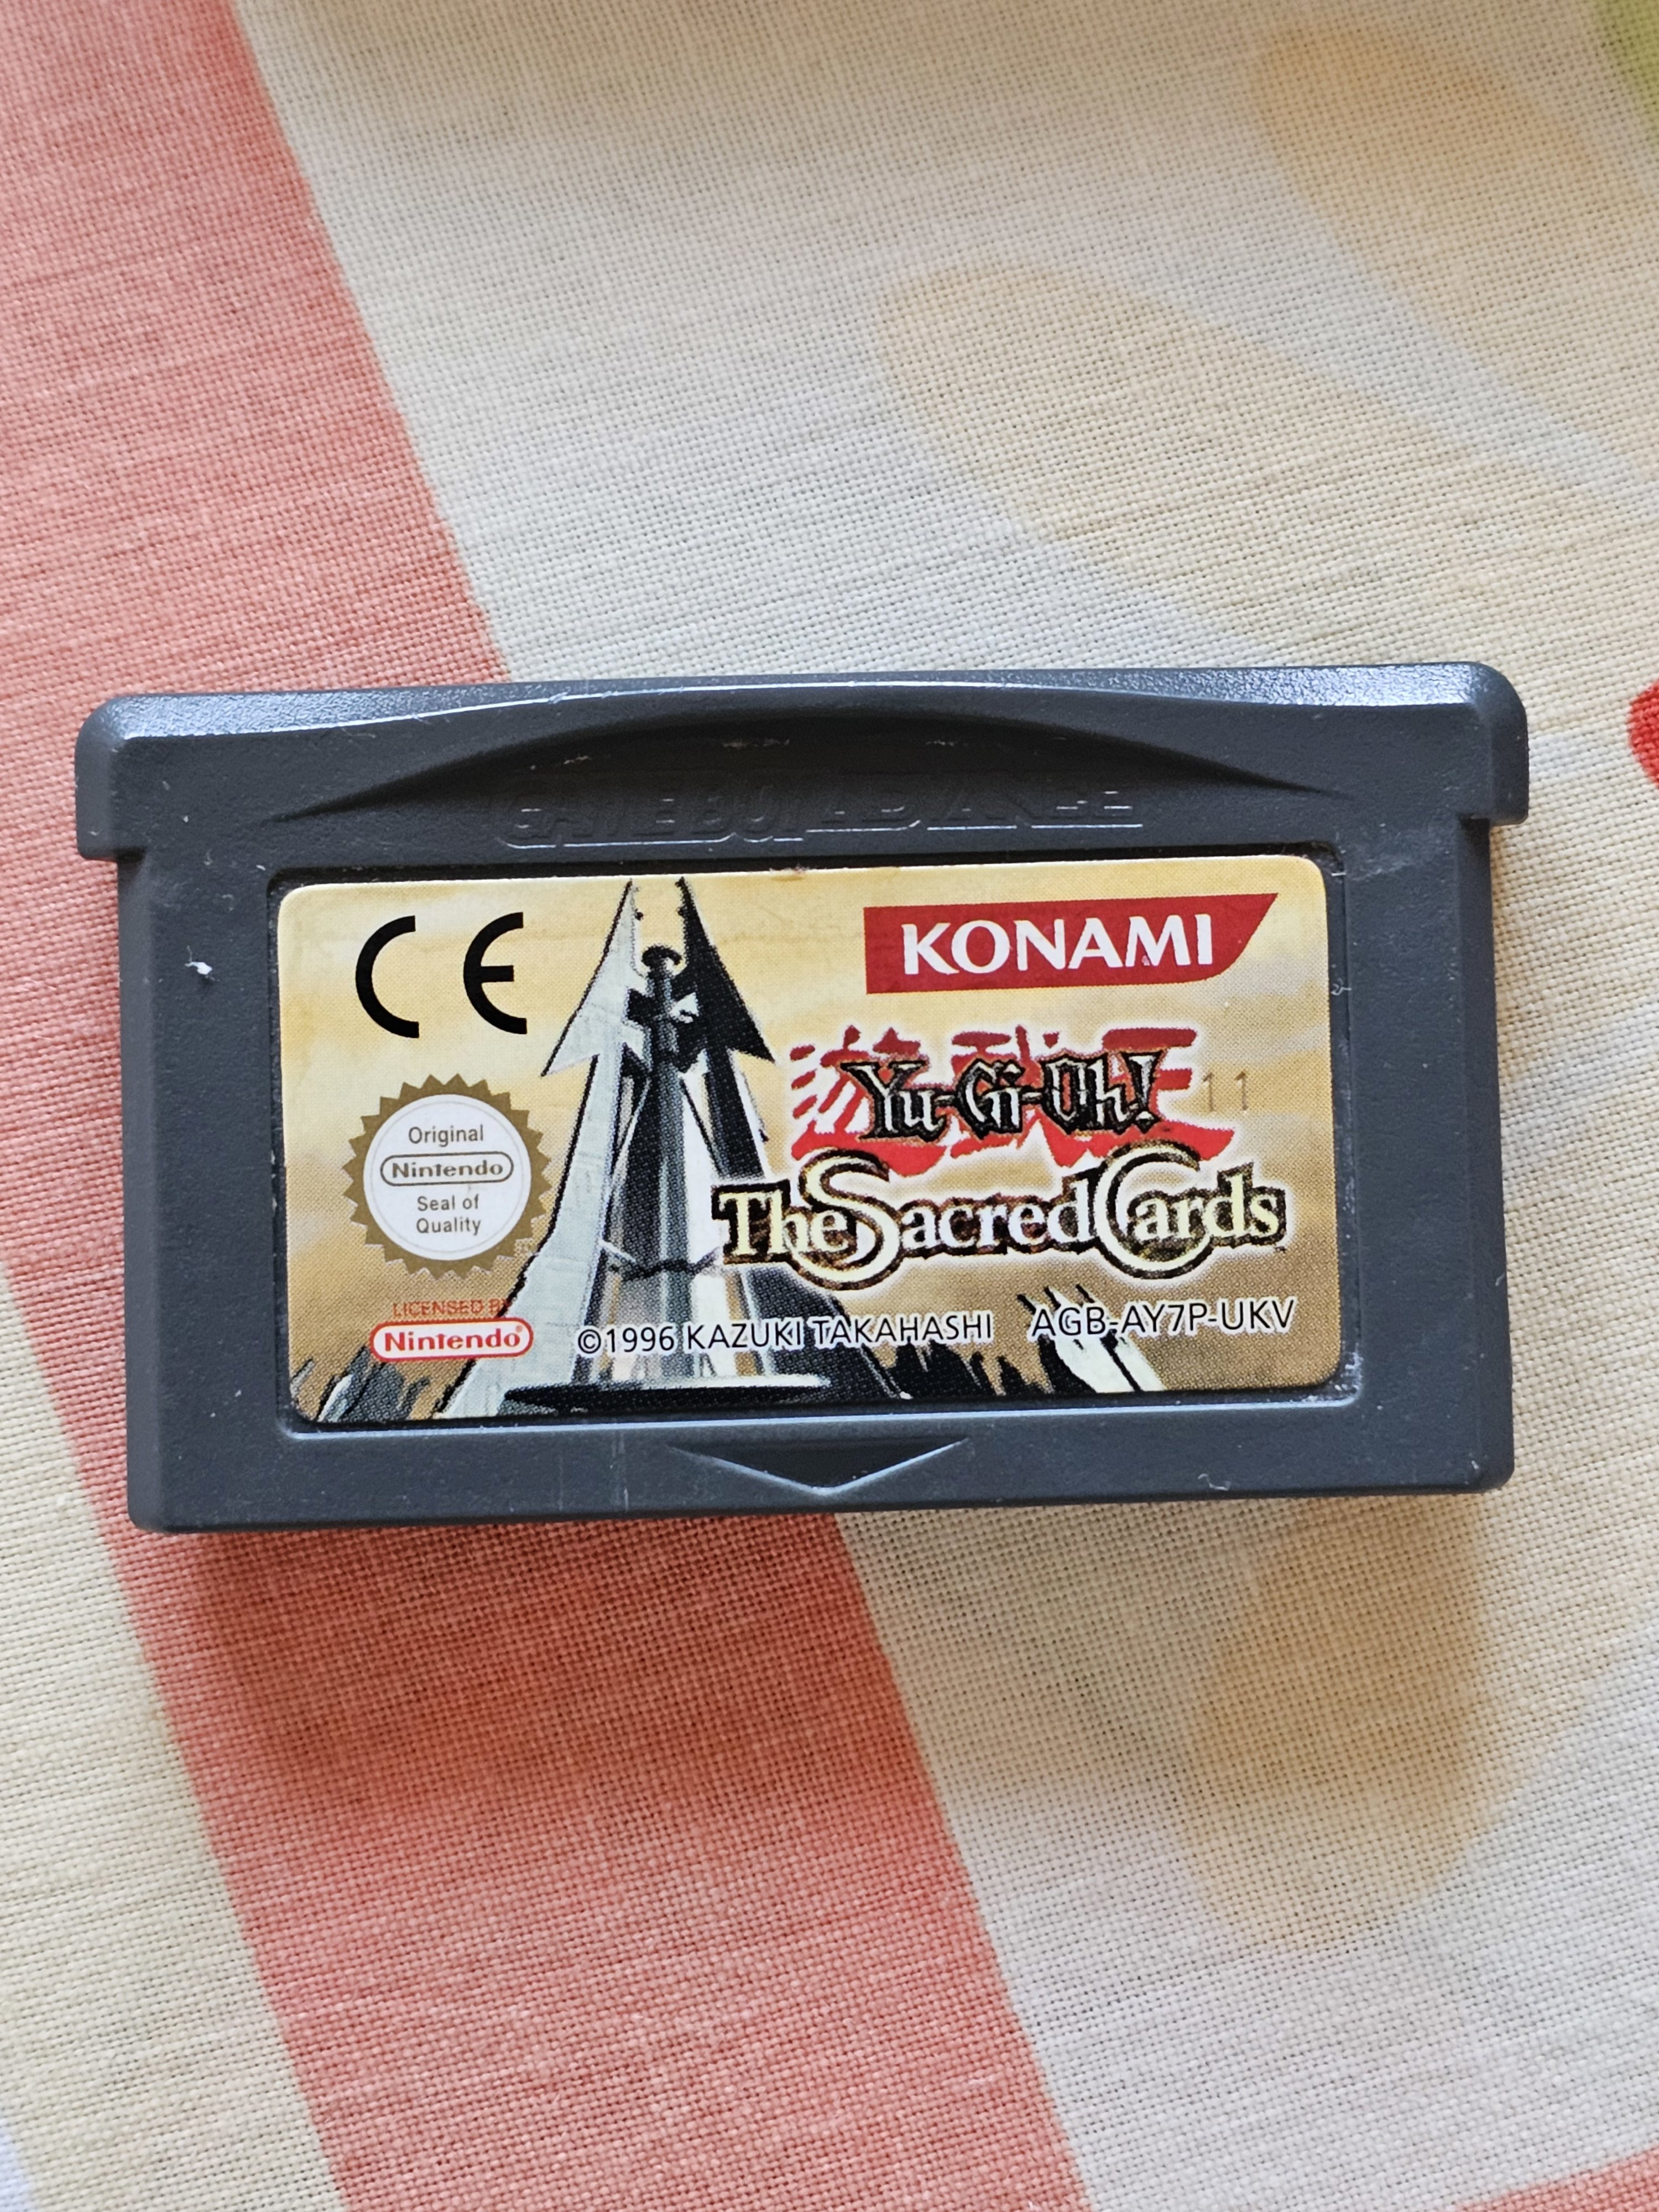 GAME BOY ADVANCE
CE
KONAMI
遊戯王
Yu-Gi-Oh!
11
The Sacred Cards
Original
Nintendo
Seal of
Quality
LICENSED BY
Nintendo®
©1996 KAZUKI TAKAHASHI AGB-AY7P-UKV